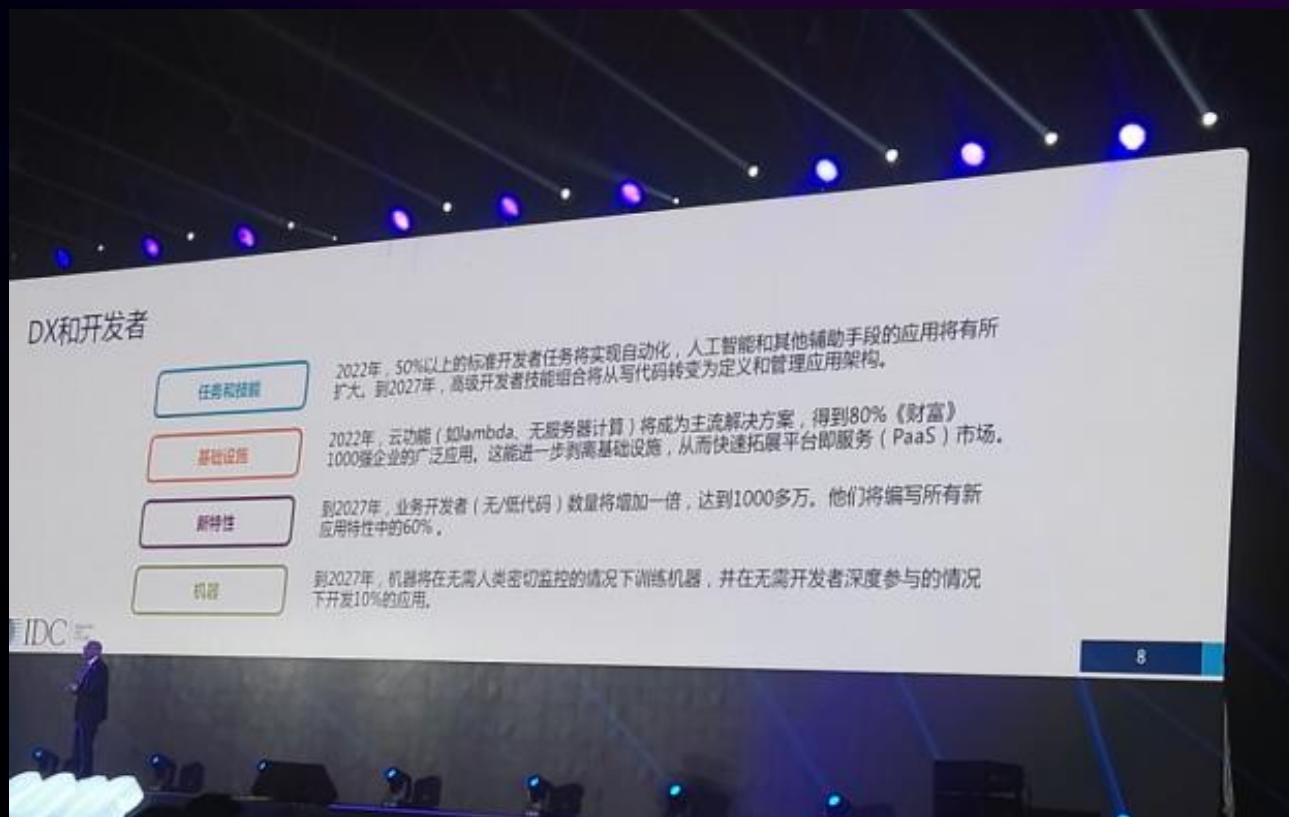 DX和开发者
任务和技能
2022年，50%以上的标准开发者任务将实现自动化，人工智能和其他辅助手段的应用将有所
扩大。到2027年，高级开发者技能组合将从写代码转变为定义和管理应用架构。
基础设施
2022年，云功能（如lambda、无服务器计算）将成为主流解决方案，得到80%《财富》
1000强企业的广泛应用。这能进一步剥离基础设施，从而快速拓展平台即服务（PaaS）市场。
新特性
到2027年，业务开发者（无/低代码）数量将增加一倍，达到1000多万。他们将编写所有新
应用特性中的60%。
机器
到2027年，机器将在无需人类密切监控的情况下训练机器，并在无需开发者深度参与的情况
下开发10%的应用。
IDC
8